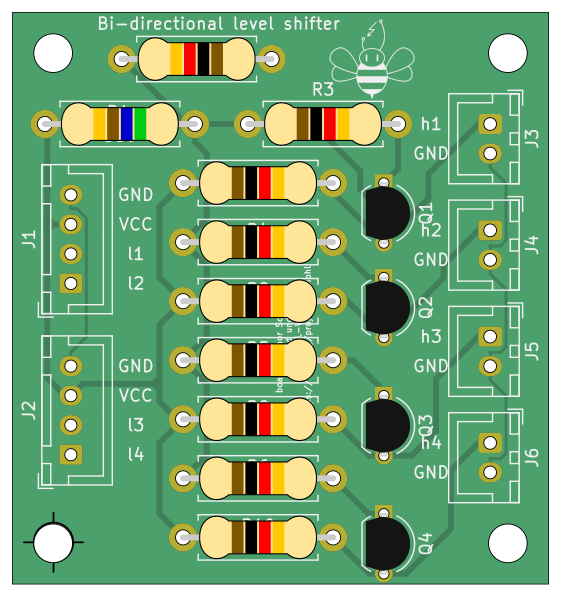 Bi-directional level shifter
R3
h1
GND
J3
GND
VCC
l1
l2
J1
Q1
h2
GND
J4
Q2
h3
GND
J5
GND
VCC
l3
l4
J2
Q3
h4
GND
J6
Q4